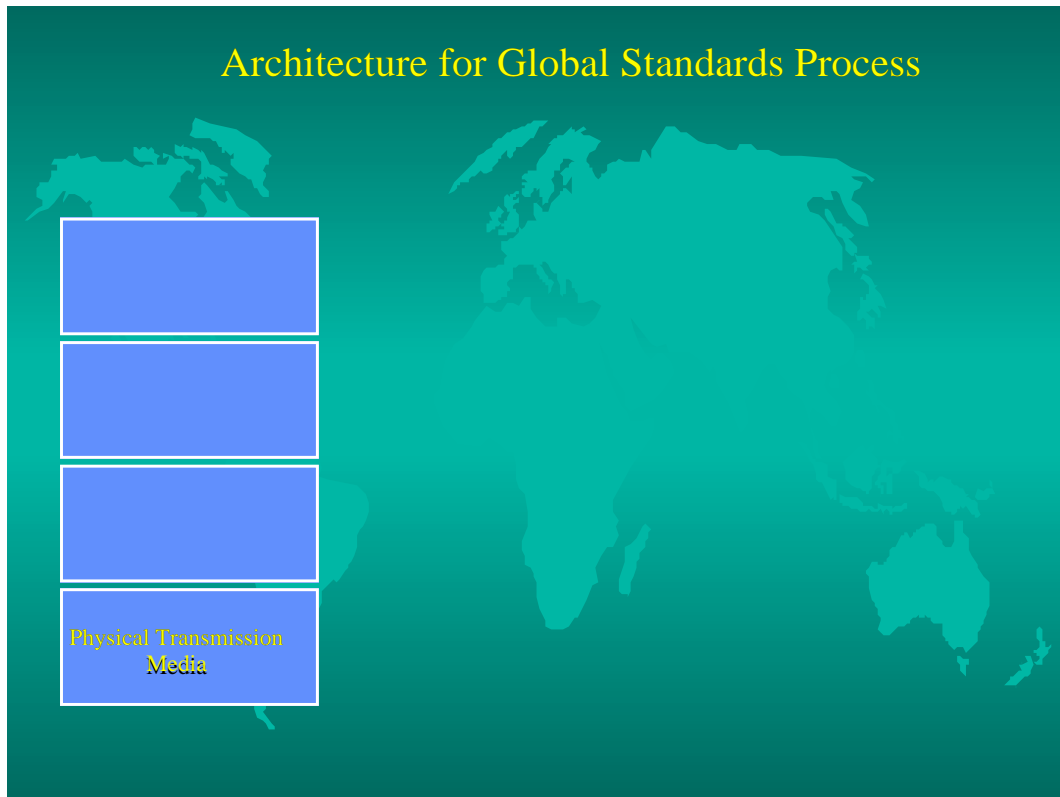 Architecture for Global Standards Process
Physical Transmission
Media